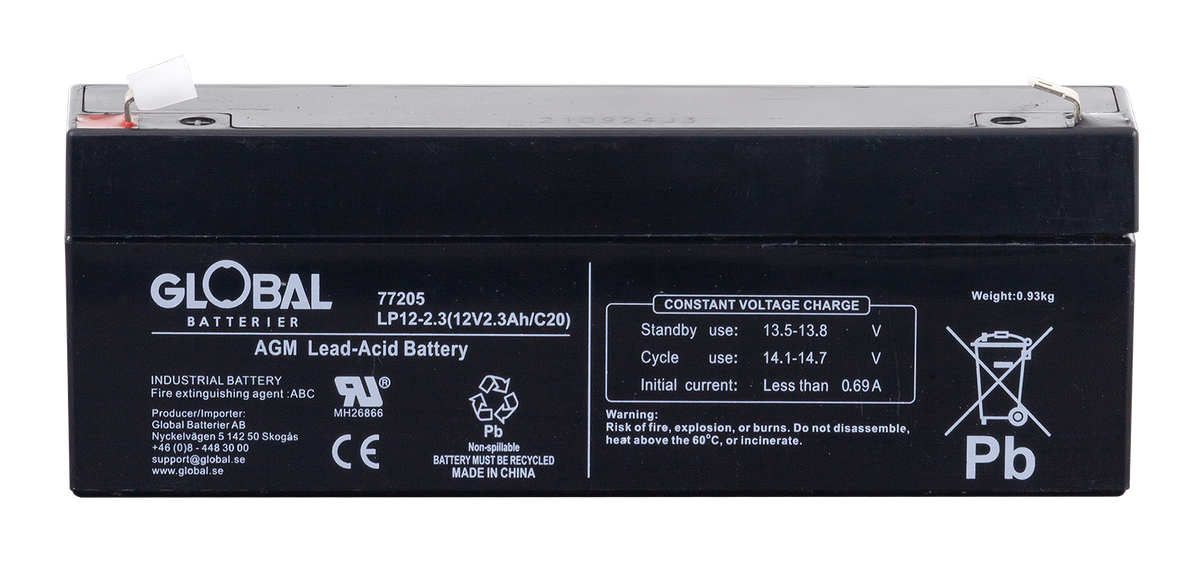 210924J3
GLOBAL
BATTERIER
77205
LP12-2.3(12V2.3Ah/C20)
AGM Lead-Acid Battery
INDUSTRIAL BATTERY
Fire extinguishing agent :ABC
Producer/Importer:
Global Batterier AB
Nyckelvägen 5 142 50 Skogås
+46 (0)8 - 448 30 00
support@global.se
www.global.se
RU®
MH26866
CE
Pb
Non-spillable
BATTERY MUST BE RECYCLED
MADE IN CHINA
CONSTANT VOLTAGE CHARGE
Standby use: 13.5-13.8 V
Cycle use: 14.1-14.7 V
Initial current: Less than 0.69A
Warning:
Risk of fire, explosion, or burns. Do not disassemble,
heat above the 60°C, or incinerate.
Weight:0.93kg
Pb